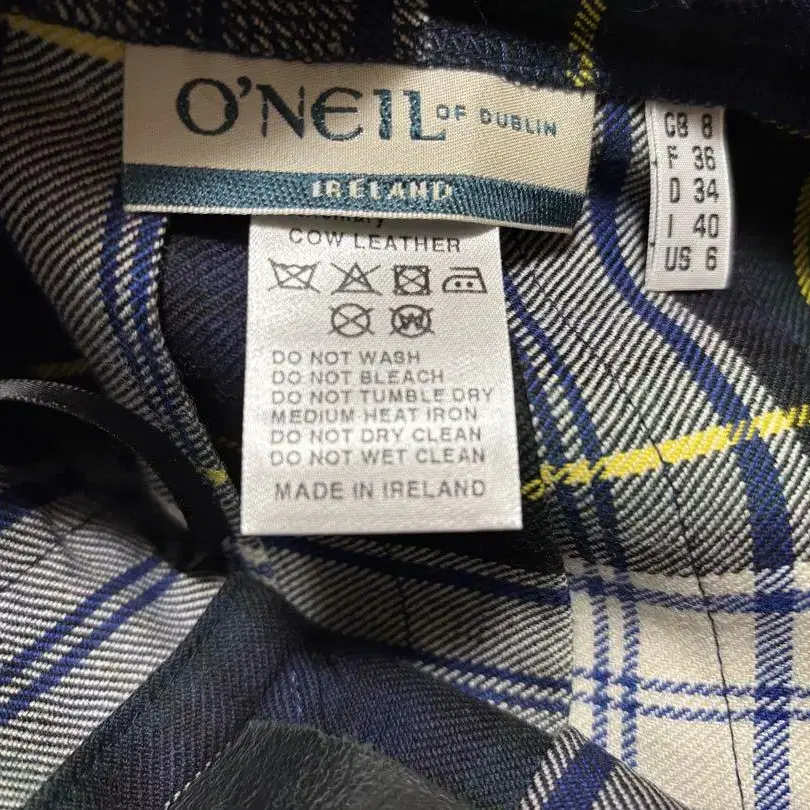 O'NEIL OF DUBLIN
IRELAND
COW LEATHER
DO NOT WASH
DO NOT BLEACH
DO NOT TUMBLE DRY
MEDIUM HEAT IRON
DO NOT DRY CLEAN
DO NOT WET CLEAN
MADE IN IRELAND
GB 8
F 36
D 34
I 40
US 6